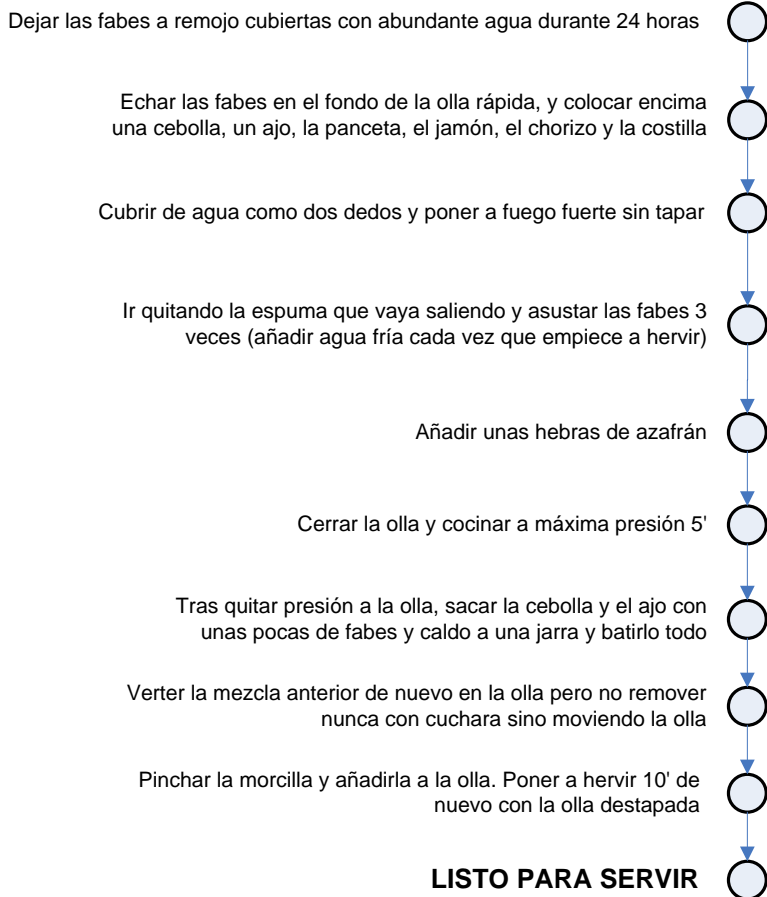 Dejar las fabes a remojo cubiertas con abundante agua durante 24 horas
Echar las fabes en el fondo de la olla rápida, y colocar encima
una cebolla, un ajo, la panceta, el jamón, el chorizo y la costilla
Cubrir de agua como dos dedos y poner a fuego fuerte sin tapar
Ir quitando la espuma que vaya saliendo y asustar las fabes 3
veces (añadir agua fría cada vez que empiece a hervir)
Añadir unas hebras de azafrán
Cerrar la olla y cocinar a máxima presión 5'
Tras quitar presión a la olla, sacar la cebolla y el ajo con
unas pocas de fabes y caldo a una jarra y batirlo todo
Verter la mezcla anterior de nuevo en la olla pero no remover
nunca con cuchara sino moviendo la olla
Pinchar la morcilla y añadirla a la olla. Poner a hervir 10' de
nuevo con la olla destapada
LISTO PARA SERVIR